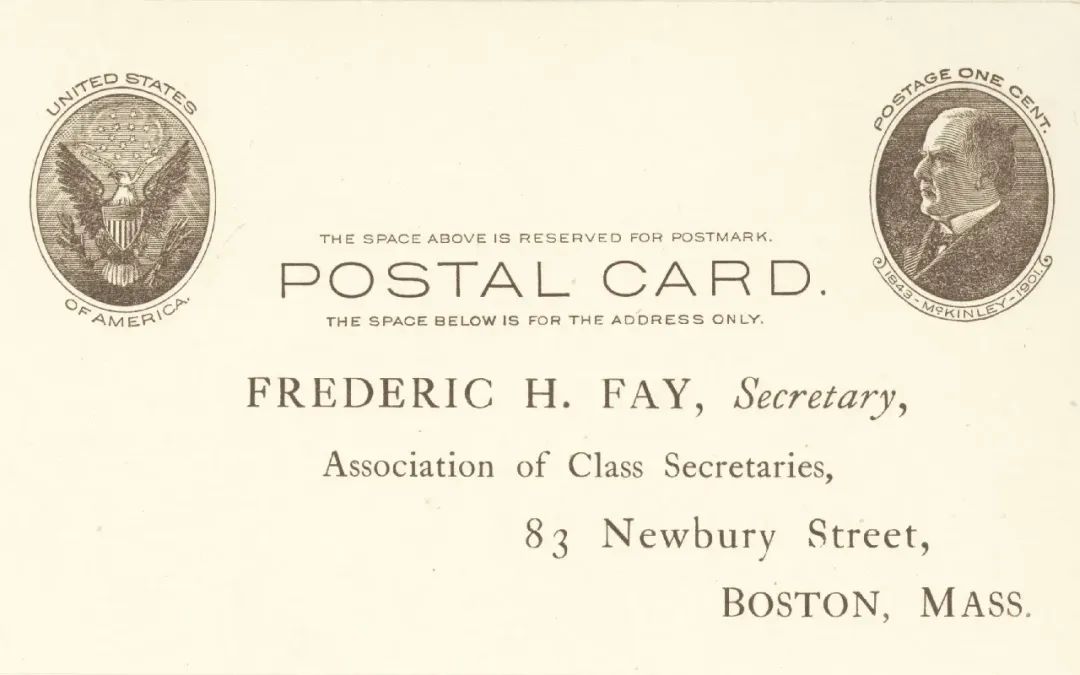 UNITED STATES
OF AMERICA.
POSTAGE ONE CENT.
1843-McKINLEY-1901.
THE SPACE ABOVE IS RESERVED FOR POSTMARK.
POSTAL CARD.
THE SPACE BELOW IS FOR THE ADDRESS ONLY.
FREDERIC H. FAY, Secretary,
Association of Class Secretaries,
83 Newbury Street,
BOSTON, MASS.